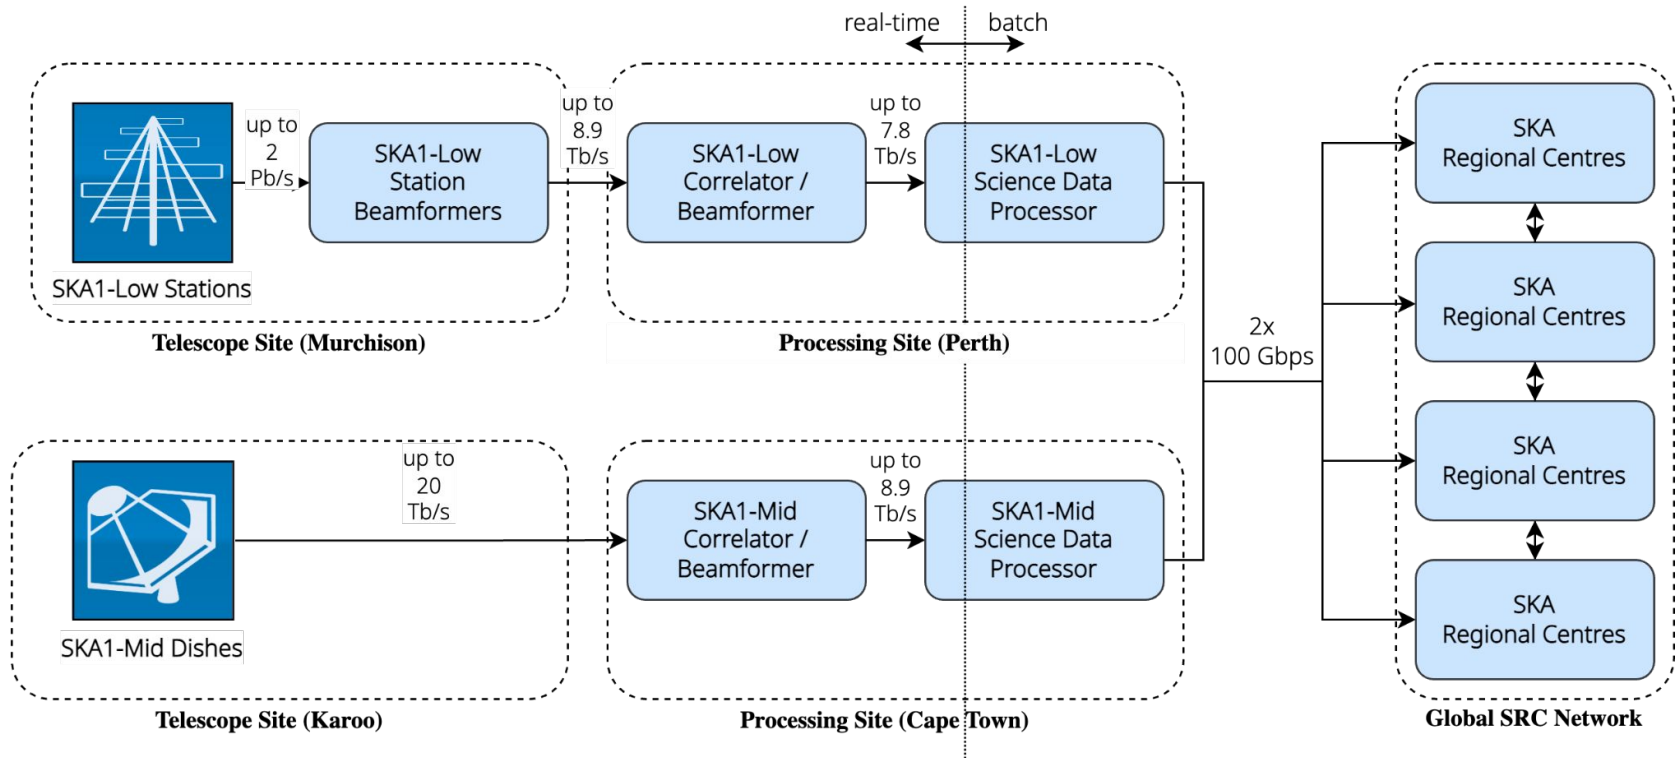 real-time
batch
up to
2
Pb/s
SKA1-Low
Station
Beamformers
up to
8.9
Tb/s
SKA1-Low
Correlator /
Beamformer
up to
7.8
Tb/s
SKA1-Low
Science Data
Processor
SKA1-Low Stations
Telescope Site (Murchison)
Processing Site (Perth)
2x
100 Gbps
SKA
Regional Centres
SKA
Regional Centres
SKA
Regional Centres
SKA
Regional Centres
up to
20
Tb/s
SKA1-Mid
Correlator /
Beamformer
up to
8.9
Tb/s
SKA1-Mid
Science Data
Processor
SKA1-Mid Dishes
Telescope Site (Karoo)
Processing Site (Cape Town)
Global SRC Network